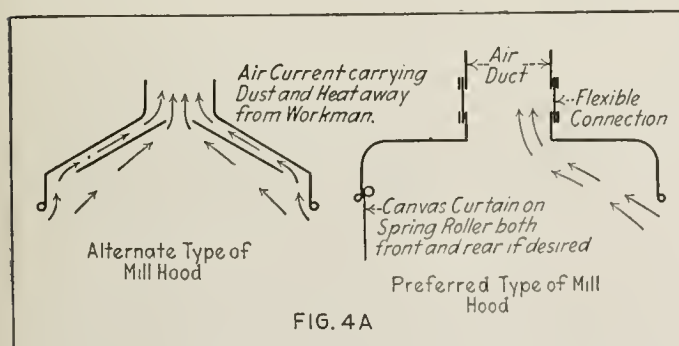 Air Current carrying
Dust and Heat away
from Workman.
Alternate Type of
Mill Hood
Air
Duct
Flexible
Connection
Canvas Curtain on
Spring Roller both
front and rear if desired
Preferred Type of Mill
Hood
FIG. 4A